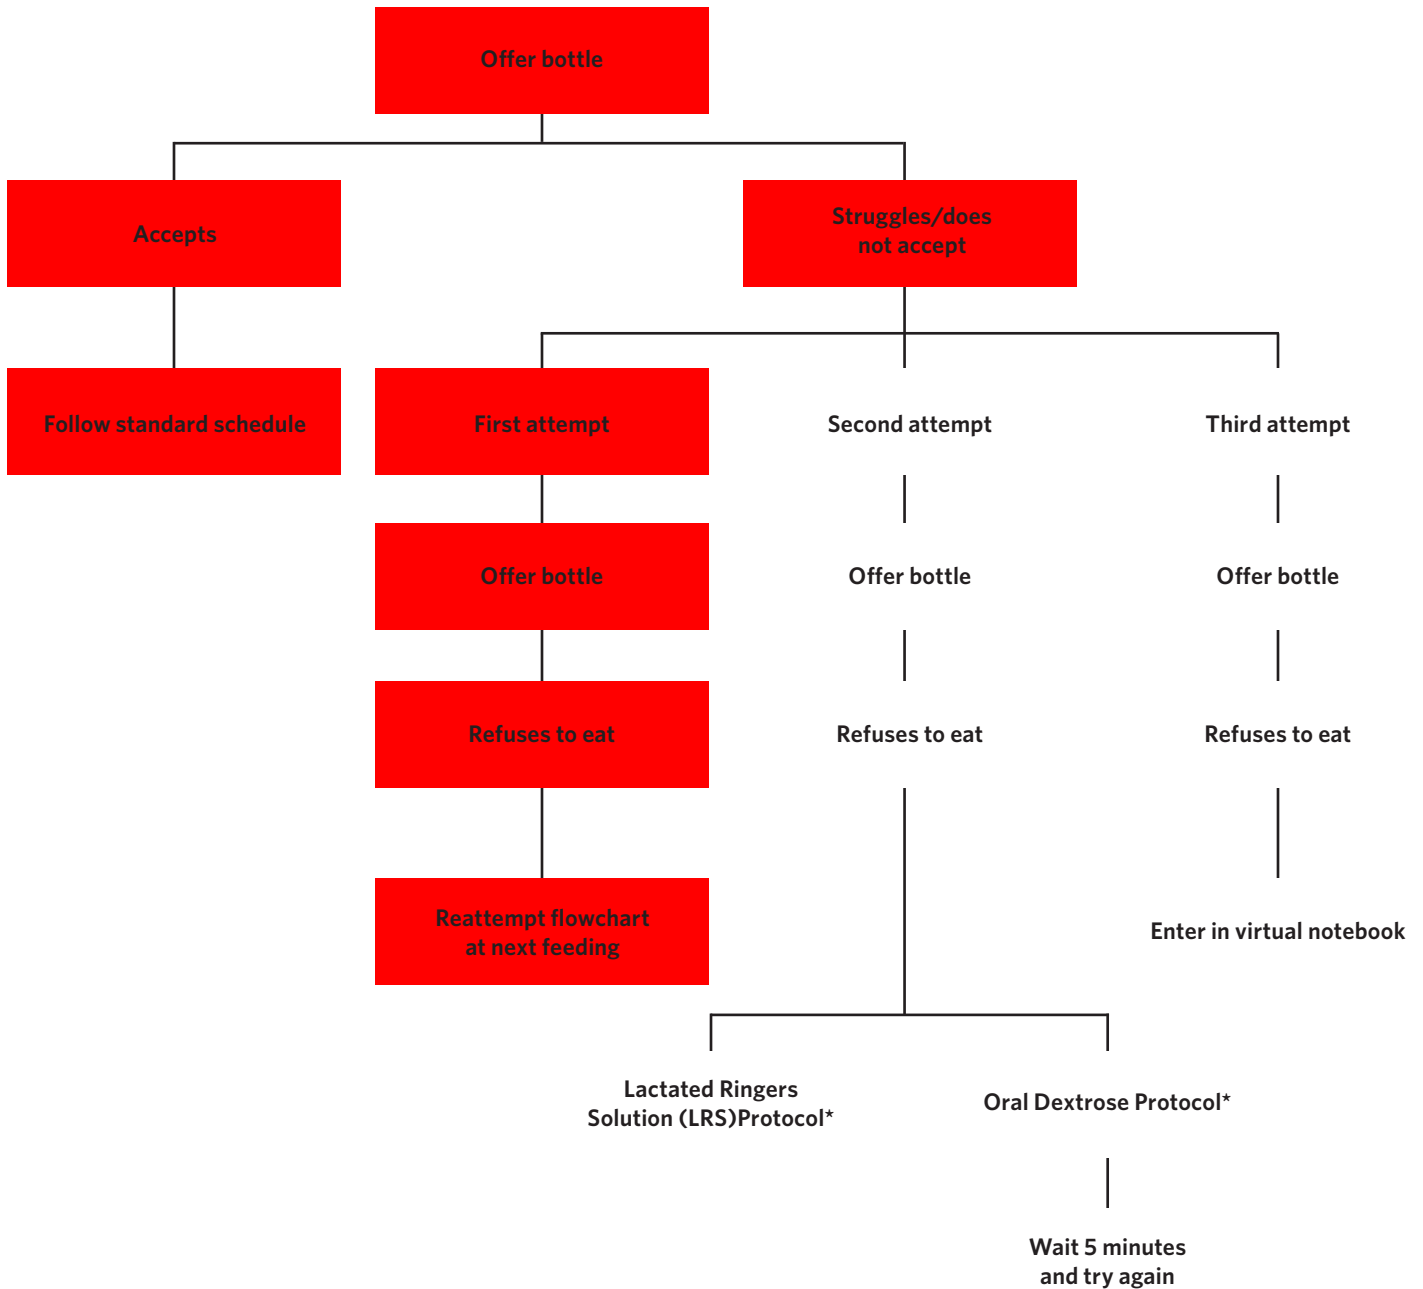 Offer bottle
Accepts
Struggles/does
not accept
Follow standard schedule
First attempt
Second attempt
Third attempt
Offer bottle
Offer bottle
Offer bottle
Refuses to eat
Refuses to eat
Refuses to eat
Reattempt flowchart
at next feeding
Enter in virtual notebook
Lactated Ringers
Solution (LRS)Protocol*
Oral Dextrose Protocol*
Wait 5 minutes
and try again